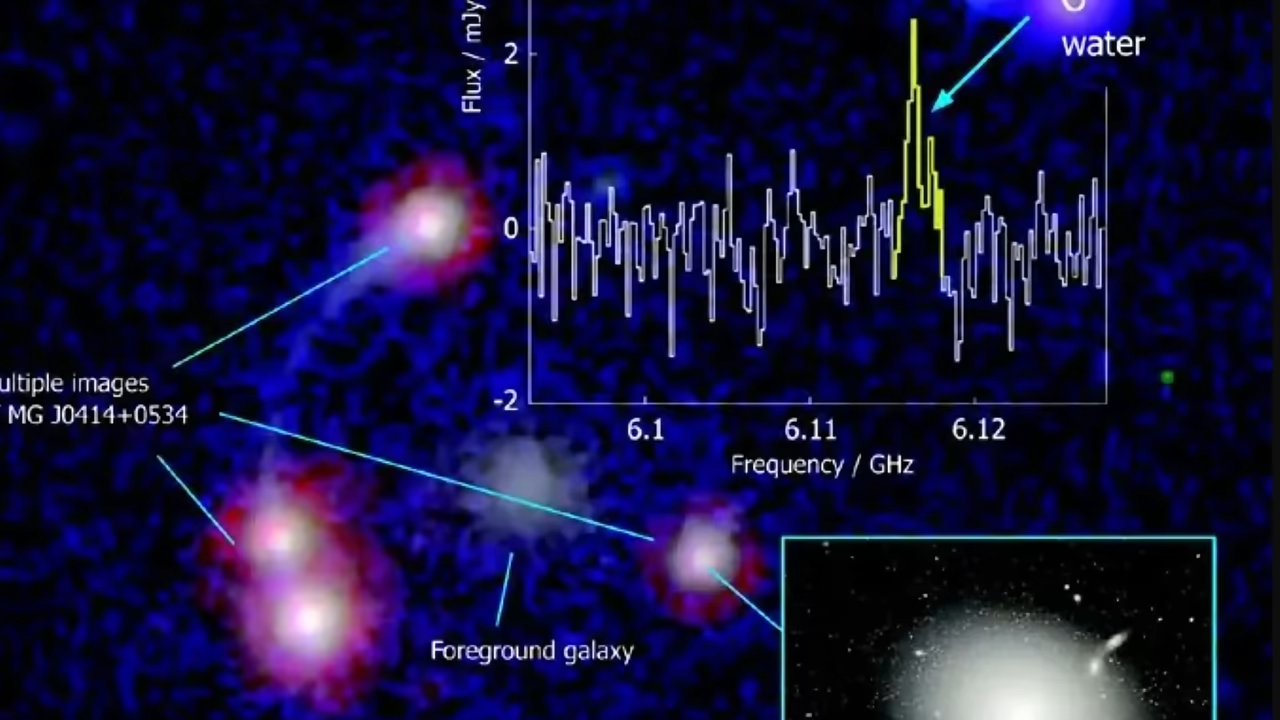 Flux / mJy
2
0
-2
6.1
6.11
6.12
Frequency / GHz
water
ultiple images
MG J0414+0534
Foreground galaxy